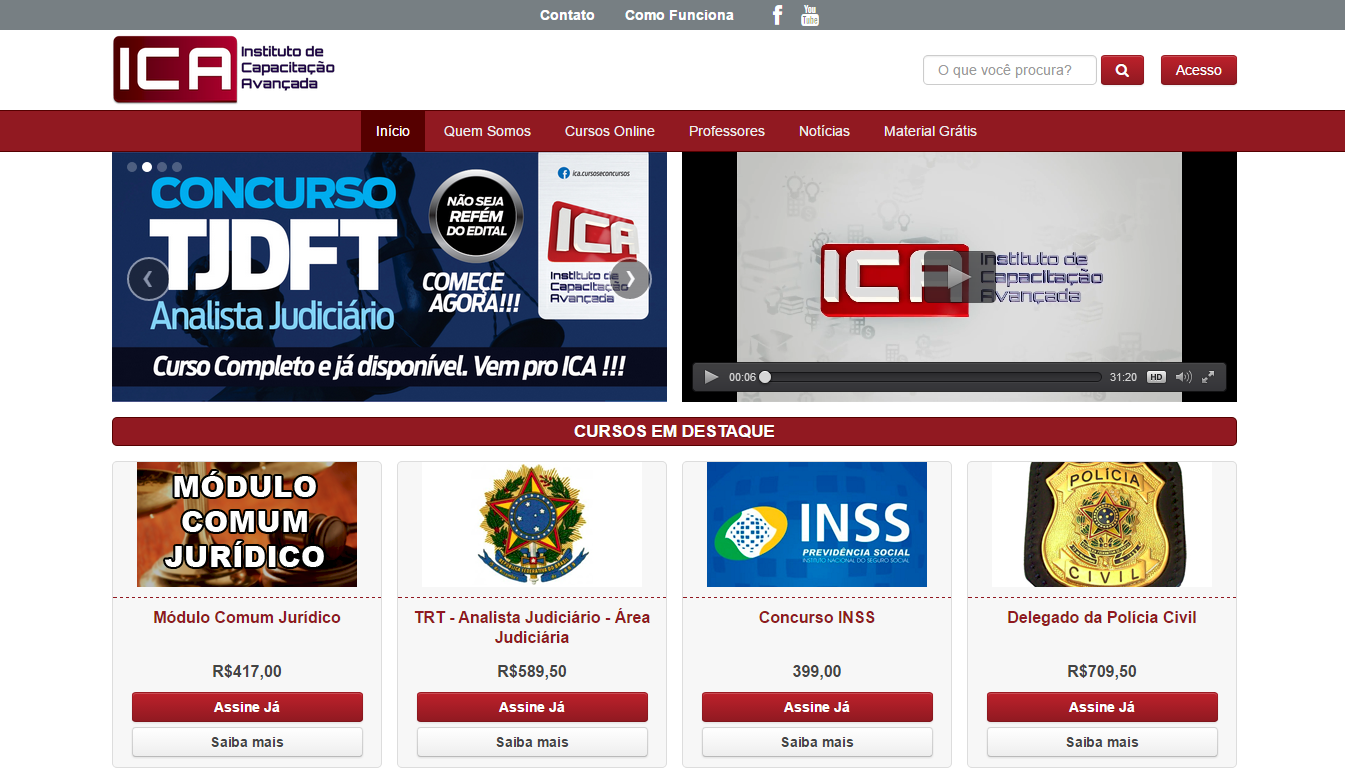 Contato Como Funciona f You Tube
ICA Instituto de
Capacitação
Avançada
O que você procura? Acesso
Início Quem Somos Cursos Online Professores Notícias Material Grátis
CONCURSO
TJDFT
Analista Judiciário
NÃO SEJA
REFÉM
DO EDITAL
COMEÇE
AGORA!!!
f ica.cursoseconcursos
ICA
Instituto de
Capacitação
Avançada
Curso Completo e já disponível. Vem pro ICA !!!
ICA Instituto de
Capacitação
Avançada
00:06 31:20 HD
CURSOS EM DESTAQUE
MÓDULO
COMUM
JURÍDICO
Módulo Comum Jurídico
R$417,00
Assine Já
Saiba mais
TRT - Analista Judiciário - Área
Judiciária
R$589,50
Assine Já
Saiba mais
INSS
PREVIDÊNCIA SOCIAL
INSTITUTO NACIONAL DO SEGURO SOCIAL
Concurso INSS
399,00
Assine Já
Saiba mais
POLÍCIA
CIVIL
Delegado da Polícia Civil
R$709,50
Assine Já
Saiba mais